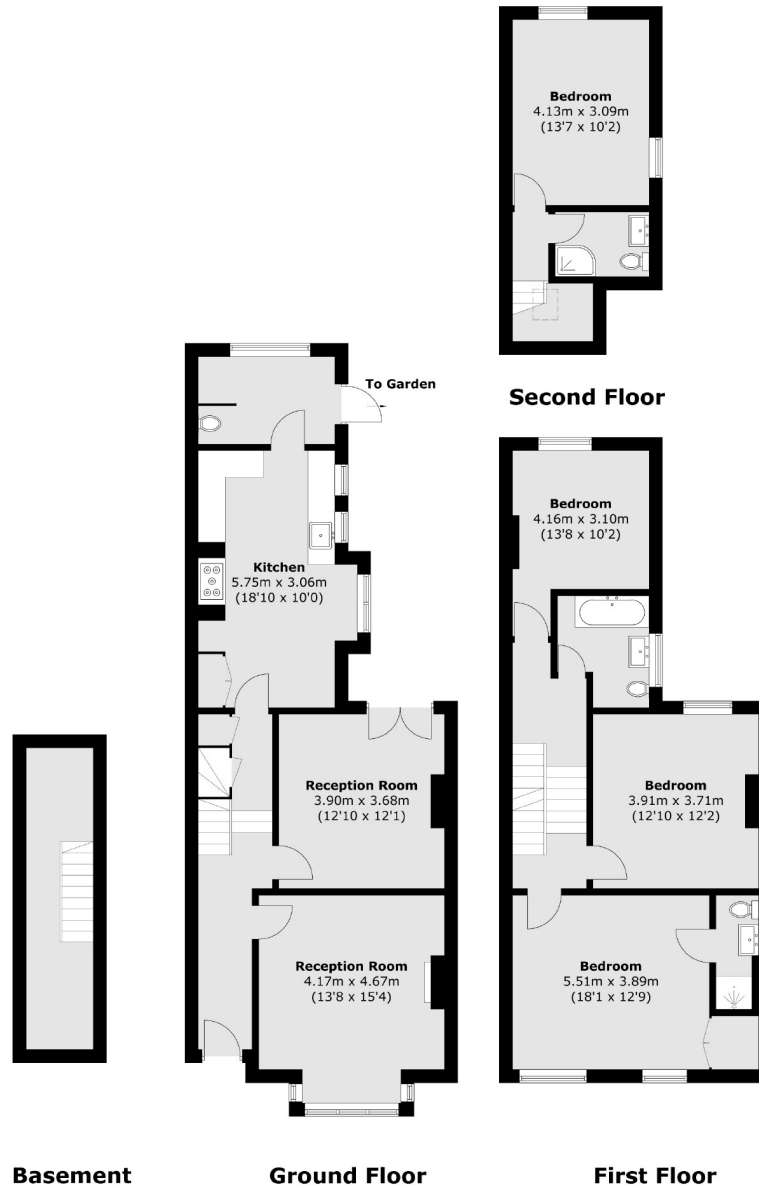 Bedroom
4.13m x 3.09m
(13'7 x 10'2)
Second Floor
To Garden
Kitchen
5.75m x 3.06m
(18'10 x 10'0)
Reception Room
3.90m x 3.68m
(12'10 x 12'1)
Reception Room
4.17m x 4.67m
(13'8 x 15'4)
Bedroom
4.16m x 3.10m
(13'8 x 10'2)
Bedroom
3.91m x 3.71m
(12'10 x 12'2)
Bedroom
5.51m x 3.89m
(18'1 x 12'9)
Basement
Ground Floor
First Floor